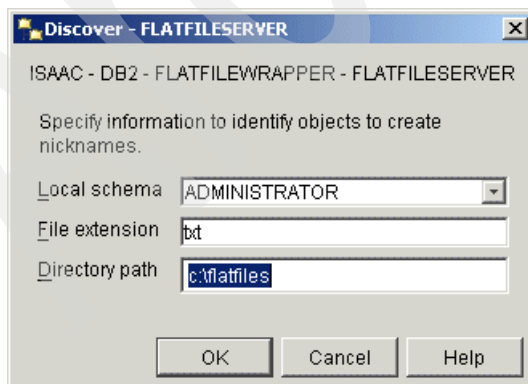 Discover - FLATFILESERVER
ISAAC - DB2 - FLATFILEWRAPPER - FLATFILESERVER
Specify information to identify objects to create
nicknames.
Local schema ADMINISTRATOR
File extension txt
Directory path c:\flatfiles
OK Cancel Help